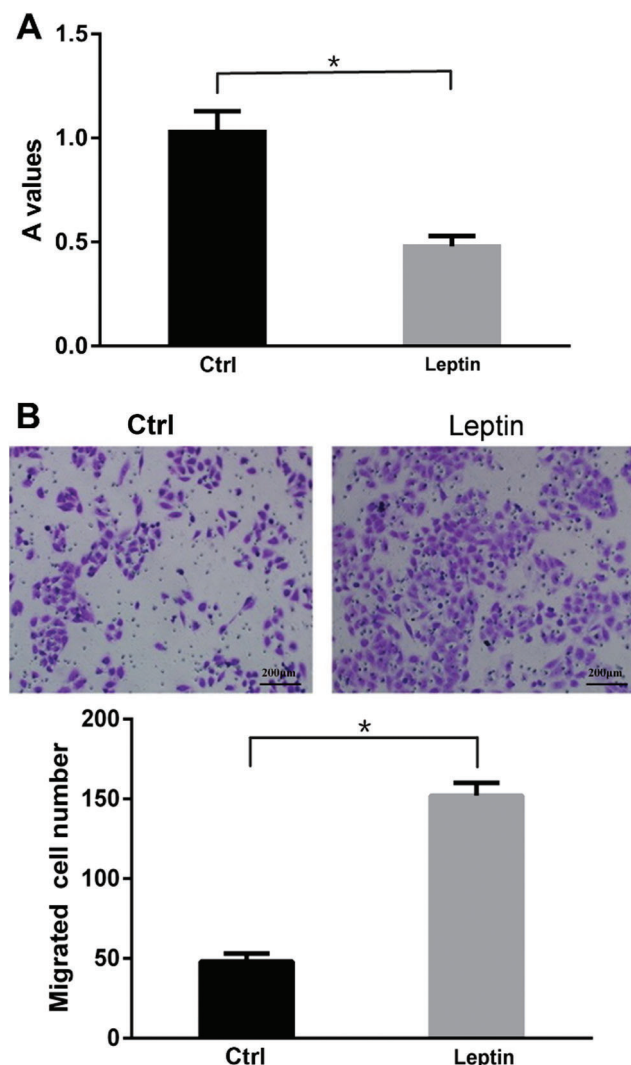 A
1.5
*
1.0
A values
0.5
0.0
Ctrl
Leptin
B
Ctrl
Leptin
200μm
200μm
200
*
150
Migrated cell number
100
50
0
Ctrl
Leptin